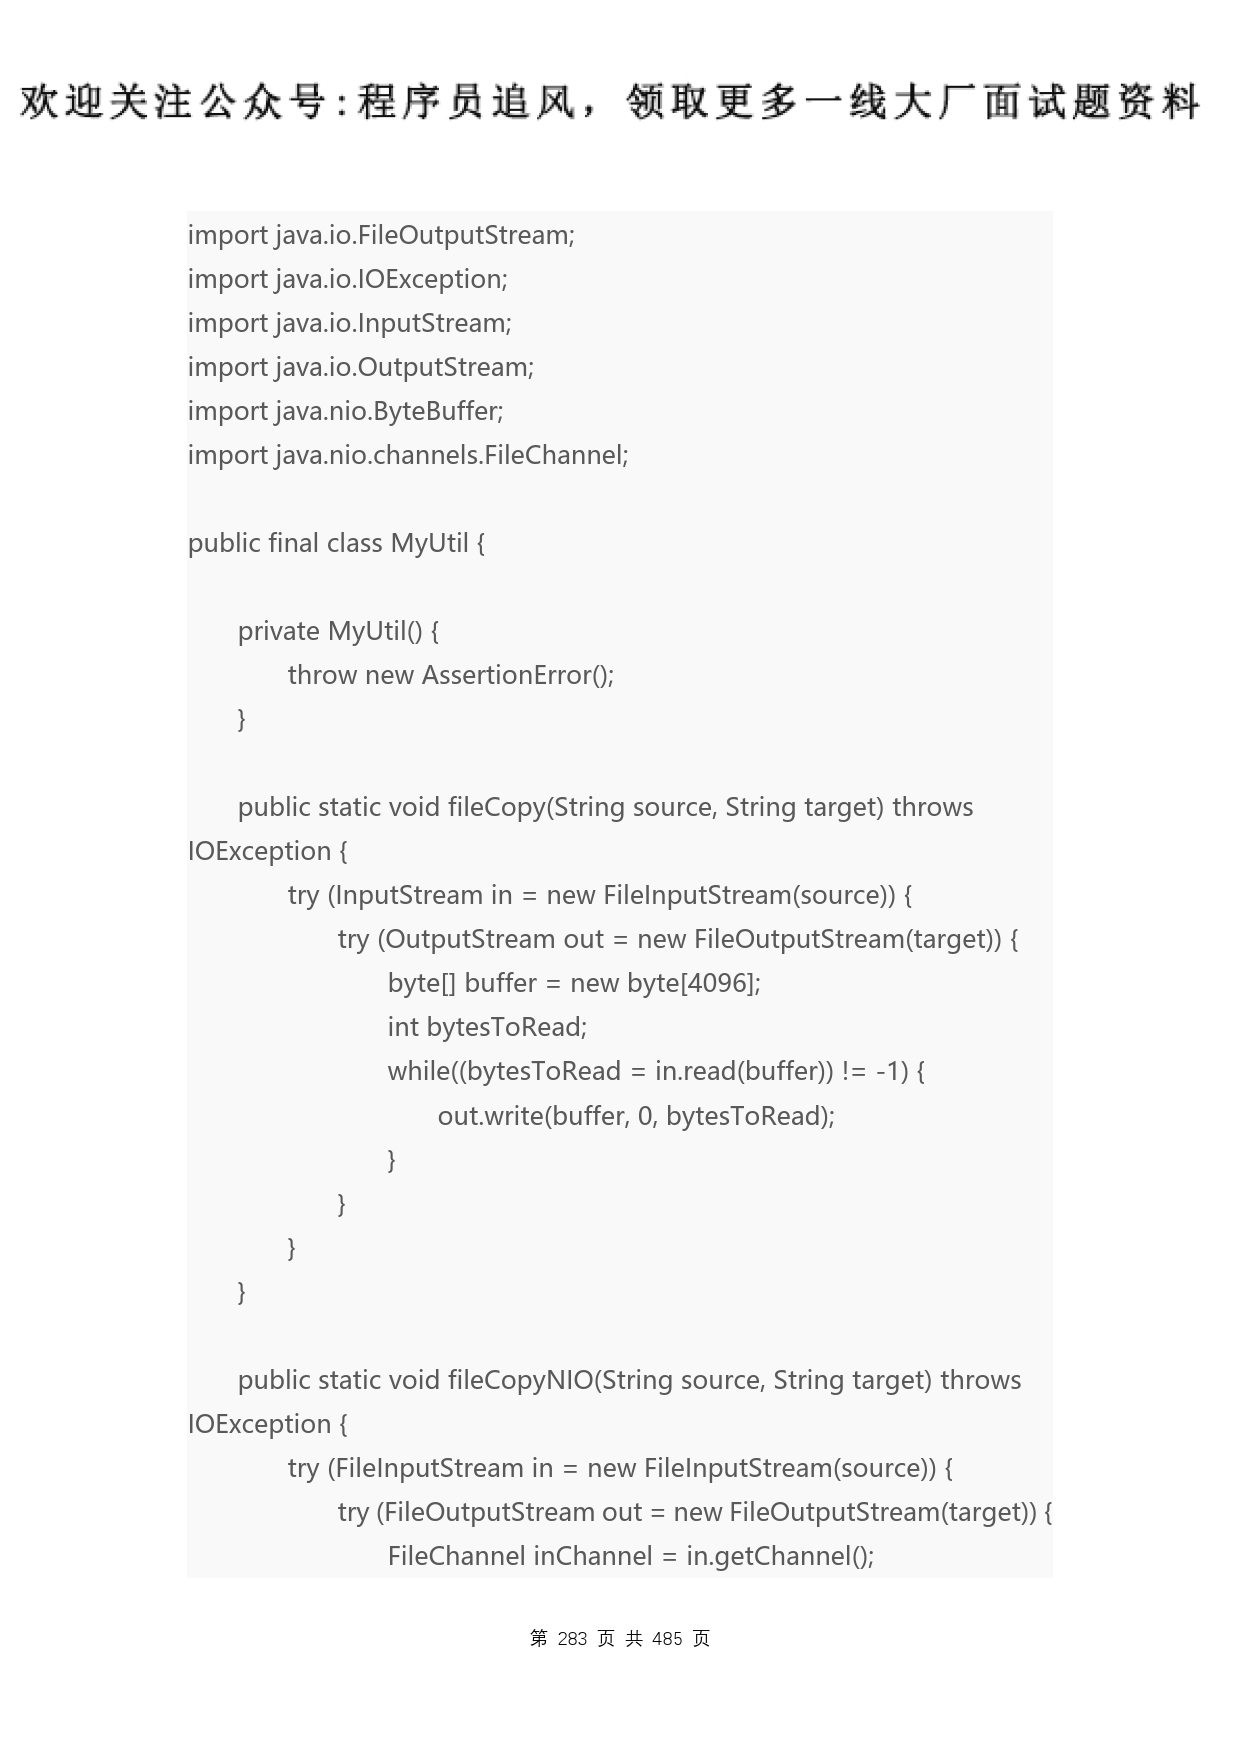 欢迎关注公众号:程序员追风，领取更多一线大厂面试题资料
import java.io.FileOutputStream;
import java.io.IOException;
import java.io.InputStream;
import java.io.OutputStream;
import java.nio.ByteBuffer;
import java.nio.channels.FileChannel;
public final class MyUtil {
private MyUtil() {
throw new AssertionError();
}
public static void fileCopy(String source, String target) throws
IOException {
try (InputStream in = new FileInputStream(source)) {
try (OutputStream out = new FileOutputStream(target)) {
byte[] buffer = new byte[4096];
int bytesToRead;
while((bytesToRead = in.read(buffer)) != -1) {
out.write(buffer, 0, bytesToRead);
}
}
}
}
public static void fileCopyNIO(String source, String target) throws
IOException {
try (FileInputStream in = new FileInputStream(source)) {
try (FileOutputStream out = new FileOutputStream(target)) {
FileChannel inChannel = in.getChannel();
第 283 页 共 485 页